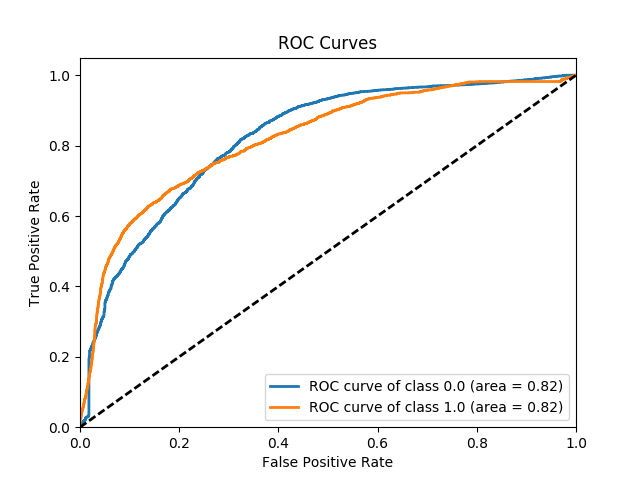 ROC Curves
True Positive Rate
1.0
0.8
0.6
0.4
0.2
0.0
ROC curve of class 0.0 (area = 0.82)
ROC curve of class 1.0 (area = 0.82)
0.0 0.2 0.4 0.6 0.8 1.0
False Positive Rate